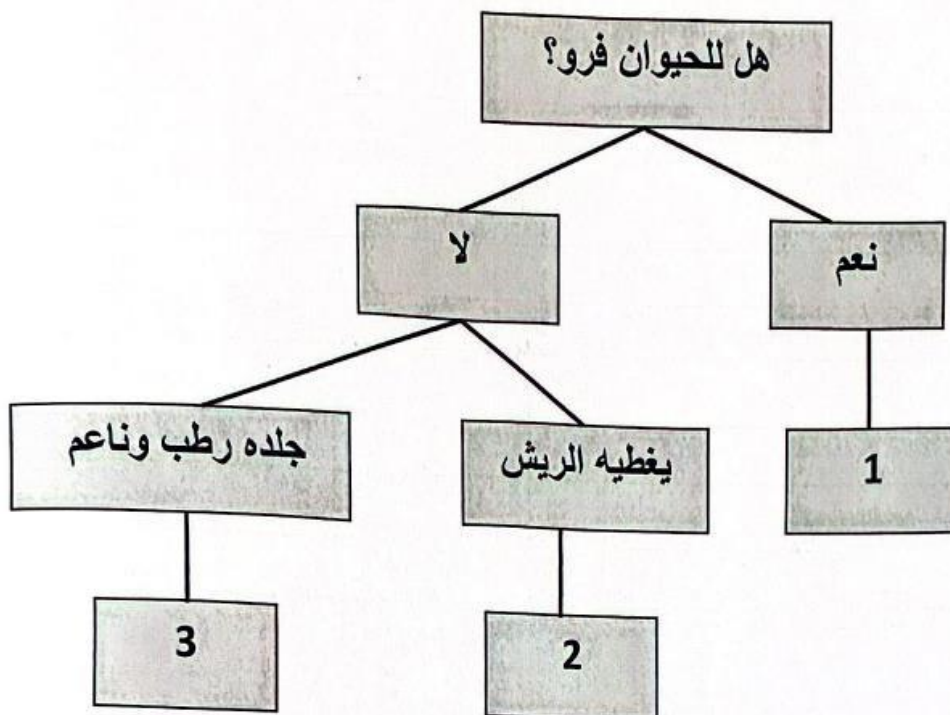 هل للحيوان فرو؟
نعم
لا
يغطيه الريش
جلده رطب وناعم
1
2
3